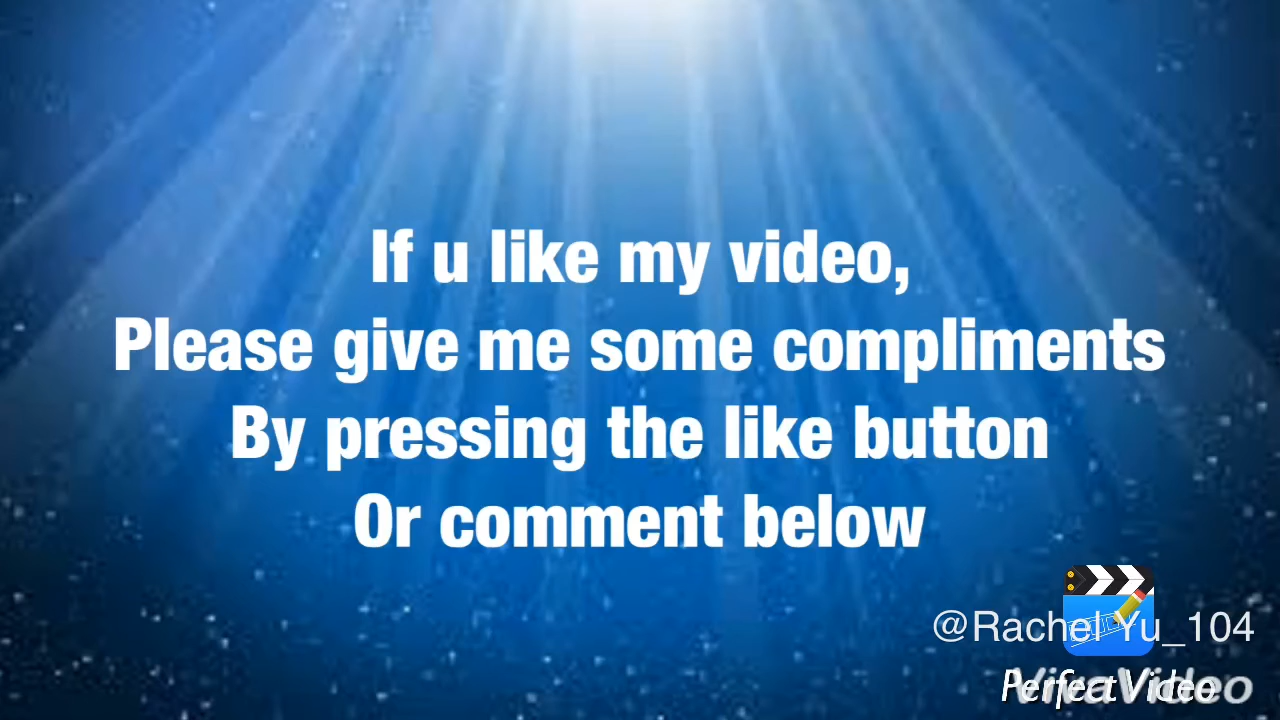 If u like my video,
Please give me some compliments
By pressing the like button
Or comment below
@Rachel Yu_104
Perfect Video
VivaVideo